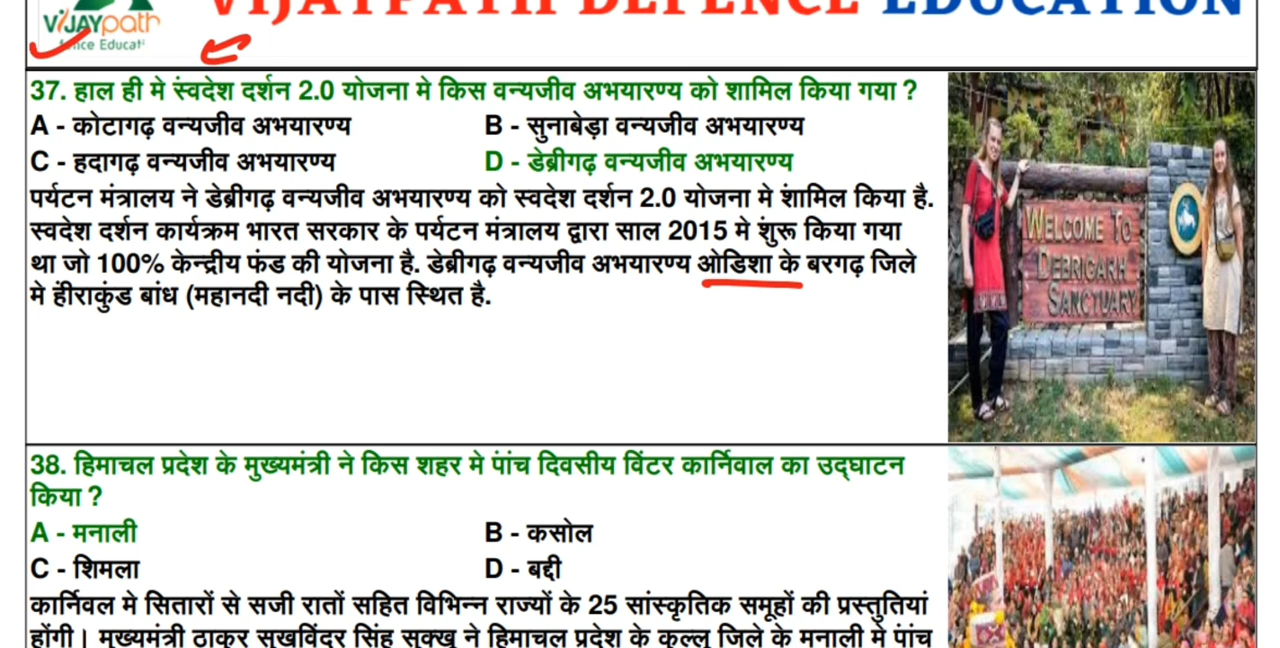 VIJAYPATH DEFENCE EDUCATION
VIJAYpath
nce Educati
37. हाल ही मे स्वदेश दर्शन 2.0 योजना मे किस वन्यजीव अभयारण्य को शामिल किया गया ?
A - कोटागढ़ वन्यजीव अभयारण्य
B - सुनाबेड़ा वन्यजीव अभयारण्य
C - हदागढ़ वन्यजीव अभयारण्य
D - डेब्रीगढ़ वन्यजीव अभयारण्य
पर्यटन मंत्रालय ने डेब्रीगढ़ वन्यजीव अभयारण्य को स्वदेश दर्शन 2.0 योजना मे शामिल किया है.
स्वदेश दर्शन कार्यक्रम भारत सरकार के पर्यटन मंत्रालय द्वारा साल 2015 मे शुरू किया गया
था जो 100% केन्द्रीय फंड की योजना है. डेब्रीगढ़ वन्यजीव अभयारण्य ओडिशा के बरगढ़ जिले
मे हीराकुंड बांध (महानदी नदी) के पास स्थित है.
WELCOME TO
DEBRIGARH
SANCTUARY
38. हिमाचल प्रदेश के मुख्यमंत्री ने किस शहर मे पांच दिवसीय विंटर कार्निवाल का उद्घाटन
किया ?
A - मनाली
B - कसोल
C - शिमला
D - बद्दी
कार्निवल मे सितारों से सजी रातों सहित विभिन्न राज्यों के 25 सांस्कृतिक समूहों की प्रस्तुतियां
होंगी। मुख्यमंत्री ठाकुर सुखविंदर सिंह सुक्खू ने हिमाचल प्रदेश के कुल्लू जिले के मनाली मे पांच